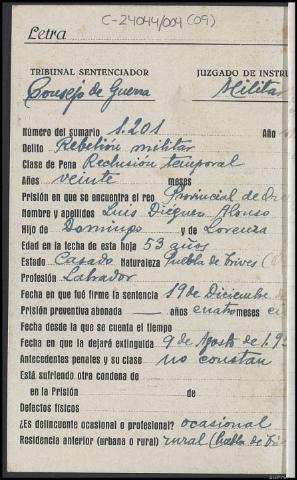 C-24044/004 (09)
Letra
TRIBUNAL SENTENCIADOR JUZGADO DE INSTRU
Consejo de Guerra Militar
Número del sumario 1.201 Año
Delito Rebelión militar
Clase de Pena Reclusión temporal
Años veinte meses
Prisión en que se encuentra el reo Provincial de
Nombre y apellidos Luis Diéguez Alonso
Hijo de Domingo y de Lorenza
Edad en la fecha de esta hoja 53 años
Estado Casado Naturaleza Puebla de Trives (
Profesión Labrador
Fecha en que fué firme la sentencia 19 de Diciembre de
Prisión preventiva abonada — años cuatro meses
Fecha desde la que se cuenta el tiempo
Fecha en que la dejará extinguida 9 de Agosto de 1.95
Antecedentes penales y su clase no constan
Está sufriendo otra condena de
en la Prisión de
Defectos físicos
¿Es delincuente ocasional o profesional? ocasional
Residencia anterior (urbana o rural) rural (Puebla de Tri